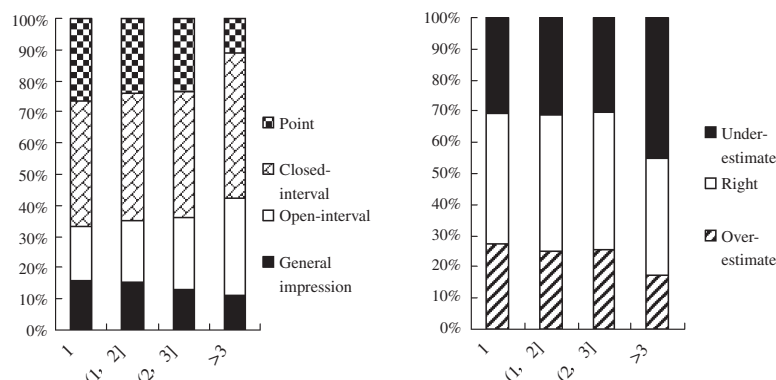 100%
90%
80%
70%
60%
50%
40%
30%
20%
10%
0%
1
(1, 2]
(2, 3]
>3
Point
Closed-
interval
Open-interval
General
impression
100%
90%
80%
70%
60%
50%
40%
30%
20%
10%
0%
1
(1, 2]
(2, 3]
>3
Under-
estimate
Right
Over-
estimate